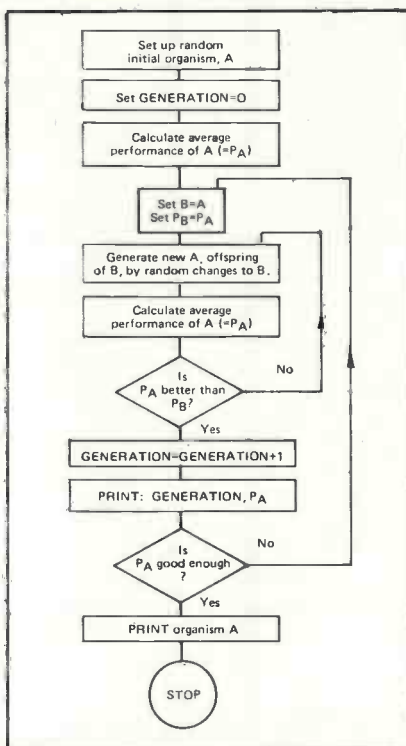 Set up random
initial organism, A
Set GENERATION=0
Calculate average
performance of A (=PA)
Set B=A
Set PB=PA
Generate new A, offspring
of B, by random changes to B.
Calculate average
performance of A (=PA)
Is
PA better than
PB?
No
Yes
GENERATION=GENERATION+1
PRINT: GENERATION, PA
Is
PA good enough
?
No
Yes
PRINT organism A
STOP